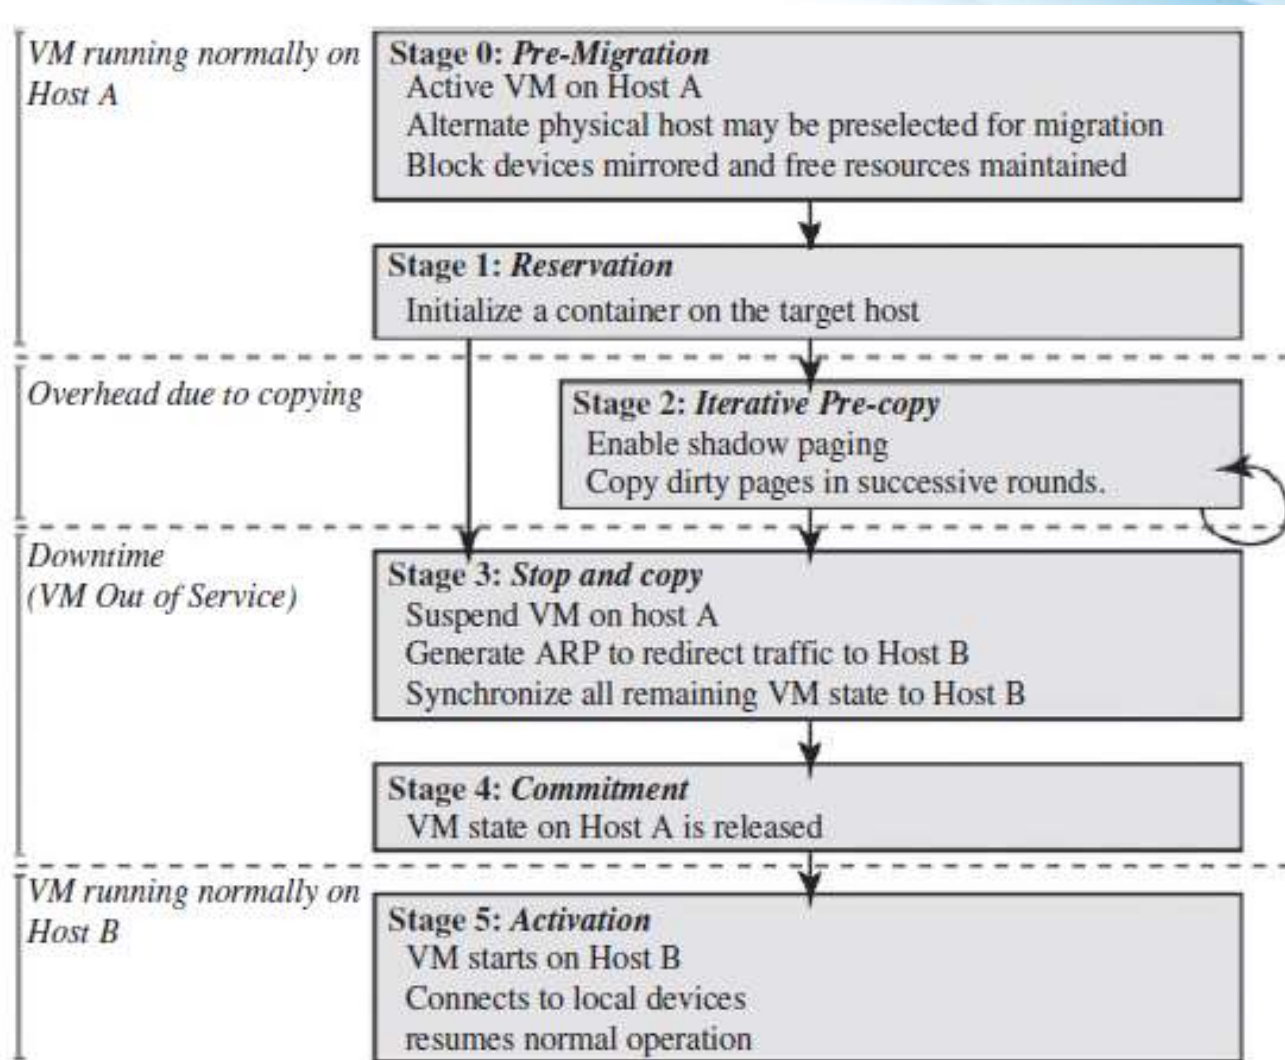 VM running normally on
Host A
Stage 0: Pre-Migration
Active VM on Host A
Alternate physical host may be preselected for migration
Block devices mirrored and free resources maintained
Stage 1: Reservation
Initialize a container on the target host
Overhead due to copying
Stage 2: Iterative Pre-copy
Enable shadow paging
Copy dirty pages in successive rounds.
Downtime
(VM Out of Service)
Stage 3: Stop and copy
Suspend VM on host A
Generate ARP to redirect traffic to Host B
Synchronize all remaining VM state to Host B
Stage 4: Commitment
VM state on Host A is released
VM running normally on
Host B
Stage 5: Activation
VM starts on Host B
Connects to local devices
resumes normal operation